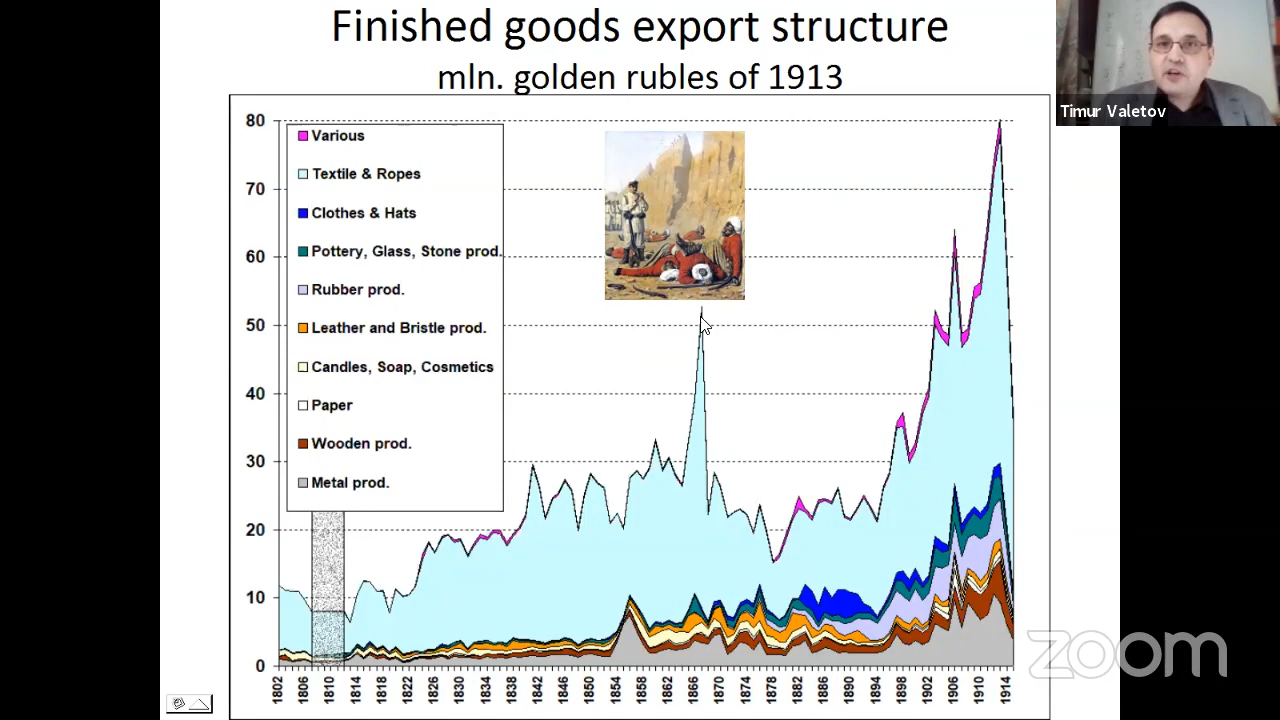 Finished goods export structure
mln. golden rubles of 1913
Timur Valetov
80
70
60
50
40
30
20
10
0
Various
Textile & Ropes
Clothes & Hats
Pottery, Glass, Stone prod.
Rubber prod.
Leather and Bristle prod.
Candles, Soap, Cosmetics
Paper
Wooden prod.
Metal prod.
1802
1806
1810
1814
1818
1822
1826
1830
1834
1838
1842
1846
1850
1854
1858
1862
1866
1870
1874
1878
1882
1886
1890
1894
1898
1902
1906
1910
1914
zoom